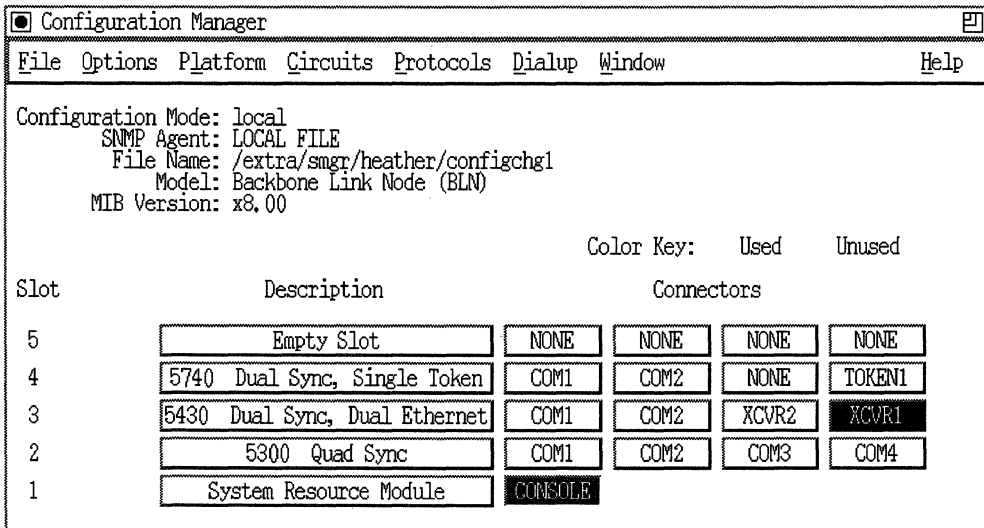 Configuration Manager
File Options Platform Circuits Protocols Dialup Window Help
Configuration Mode: local
SNMP Agent: LOCAL FILE
File Name: /extra/smgr/heather/configchg1
Model: Backbone Link Node (BLN)
MIB Version: x8.00
Color Key: Used Unused
Slot Description Connectors
5 Empty Slot NONE NONE NONE NONE
4 5740 Dual Sync, Single Token COM1 COM2 NONE TOKEN1
3 5430 Dual Sync, Dual Ethernet COM1 COM2 XCVR2 XCVR1
2 5300 Quad Sync COM1 COM2 COM3 COM4
1 System Resource Module CONSOLE